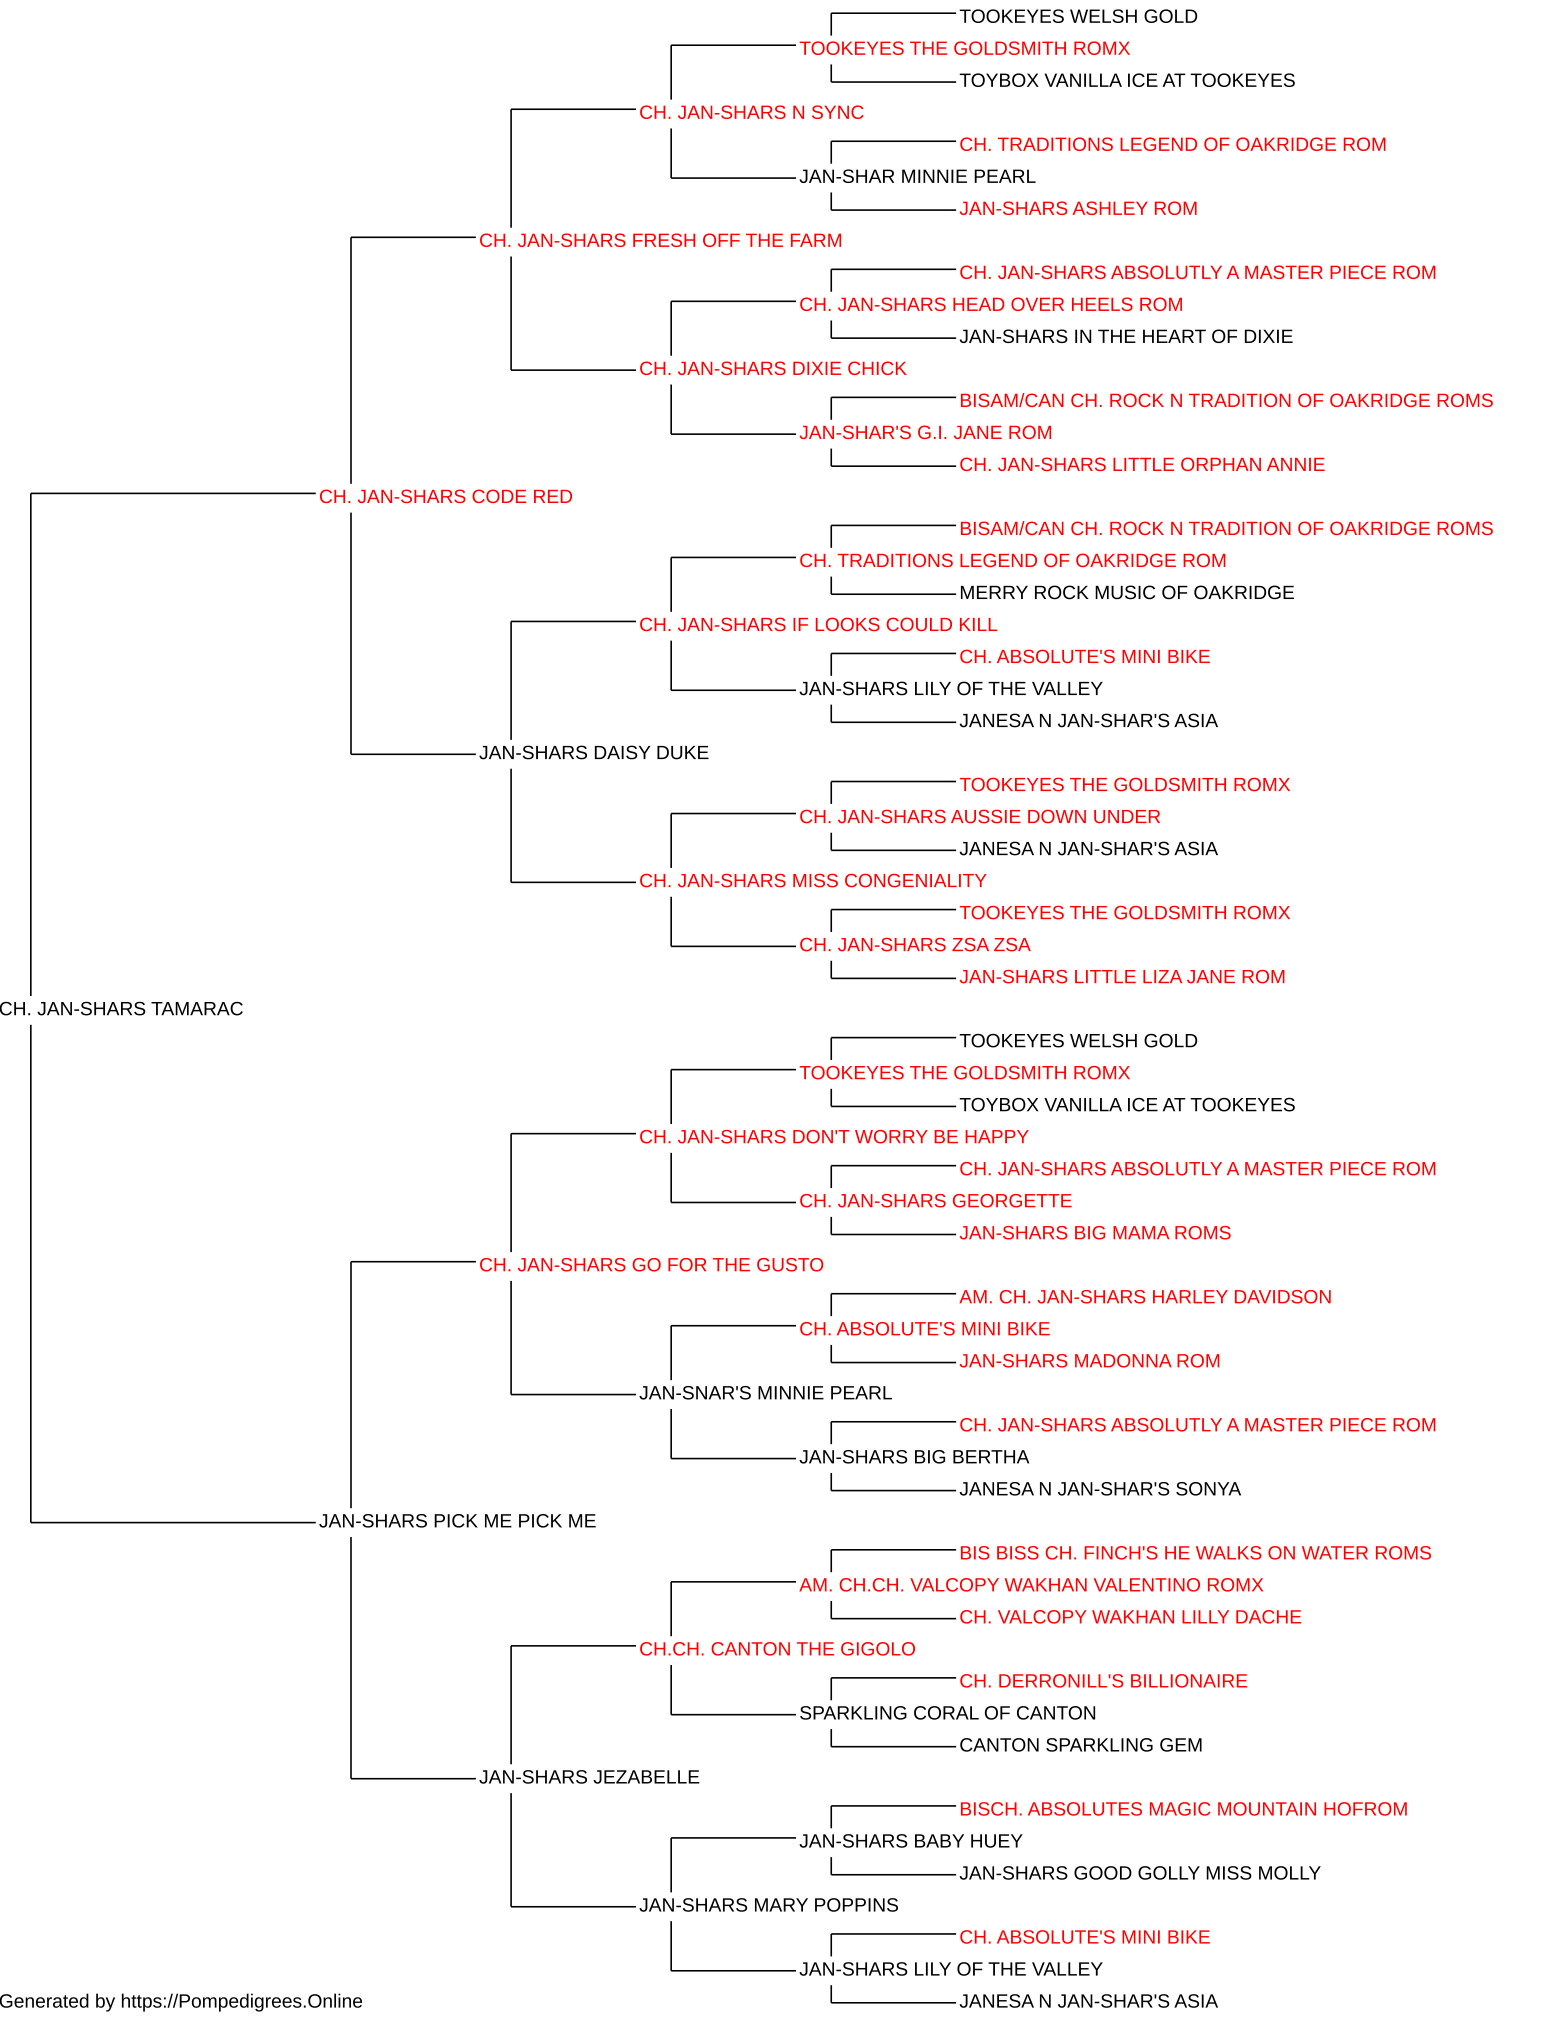 TOOKEYES WELSH GOLD
TOOKEYES THE GOLDSMITH ROMX
TOYBOX VANILLA ICE AT TOOKEYES
CH. JAN-SHARS N SYNC
CH. TRADITIONS LEGEND OF OAKRIDGE ROM
JAN-SHAR MINNIE PEARL
JAN-SHARS ASHLEY ROM
CH. JAN-SHARS FRESH OFF THE FARM
CH. JAN-SHARS ABSOLUTLY A MASTER PIECE ROM
CH. JAN-SHARS HEAD OVER HEELS ROM
JAN-SHARS IN THE HEART OF DIXIE
CH. JAN-SHARS DIXIE CHICK
BISAM/CAN CH. ROCK N TRADITION OF OAKRIDGE ROMS
JAN-SHAR'S G.I. JANE ROM
CH. JAN-SHARS LITTLE ORPHAN ANNIE
CH. JAN-SHARS CODE RED
BISAM/CAN CH. ROCK N TRADITION OF OAKRIDGE ROMS
CH. TRADITIONS LEGEND OF OAKRIDGE ROM
MERRY ROCK MUSIC OF OAKRIDGE
CH. JAN-SHARS IF LOOKS COULD KILL
CH. ABSOLUTE'S MINI BIKE
JAN-SHARS LILY OF THE VALLEY
JANESA N JAN-SHAR'S ASIA
JAN-SHARS DAISY DUKE
TOOKEYES THE GOLDSMITH ROMX
CH. JAN-SHARS AUSSIE DOWN UNDER
JANESA N JAN-SHAR'S ASIA
CH. JAN-SHARS MISS CONGENIALITY
TOOKEYES THE GOLDSMITH ROMX
CH. JAN-SHARS ZSA ZSA
JAN-SHARS LITTLE LIZA JANE ROM
CH. JAN-SHARS TAMARAC
TOOKEYES WELSH GOLD
TOOKEYES THE GOLDSMITH ROMX
TOYBOX VANILLA ICE AT TOOKEYES
CH. JAN-SHARS DON'T WORRY BE HAPPY
CH. JAN-SHARS ABSOLUTLY A MASTER PIECE ROM
CH. JAN-SHARS GEORGETTE
JAN-SHARS BIG MAMA ROMS
CH. JAN-SHARS GO FOR THE GUSTO
AM. CH. JAN-SHARS HARLEY DAVIDSON
CH. ABSOLUTE'S MINI BIKE
JAN-SHARS MADONNA ROM
JAN-SNAR'S MINNIE PEARL
CH. JAN-SHARS ABSOLUTLY A MASTER PIECE ROM
JAN-SHARS BIG BERTHA
JANESA N JAN-SHAR'S SONYA
JAN-SHARS PICK ME PICK ME
BIS BISS CH. FINCH'S HE WALKS ON WATER ROMS
AM. CH.CH. VALCOPY WAKHAN VALENTINO ROMX
CH. VALCOPY WAKHAN LILLY DACHE
CH.CH. CANTON THE GIGOLO
CH. DERRONILL'S BILLIONAIRE
SPARKLING CORAL OF CANTON
CANTON SPARKLING GEM
JAN-SHARS JEZABELLE
BISCH. ABSOLUTES MAGIC MOUNTAIN HOFROM
JAN-SHARS BABY HUEY
JAN-SHARS GOOD GOLLY MISS MOLLY
JAN-SHARS MARY POPPINS
CH. ABSOLUTE'S MINI BIKE
JAN-SHARS LILY OF THE VALLEY
JANESA N JAN-SHAR'S ASIA
Generated by https://Pompedigrees.Online